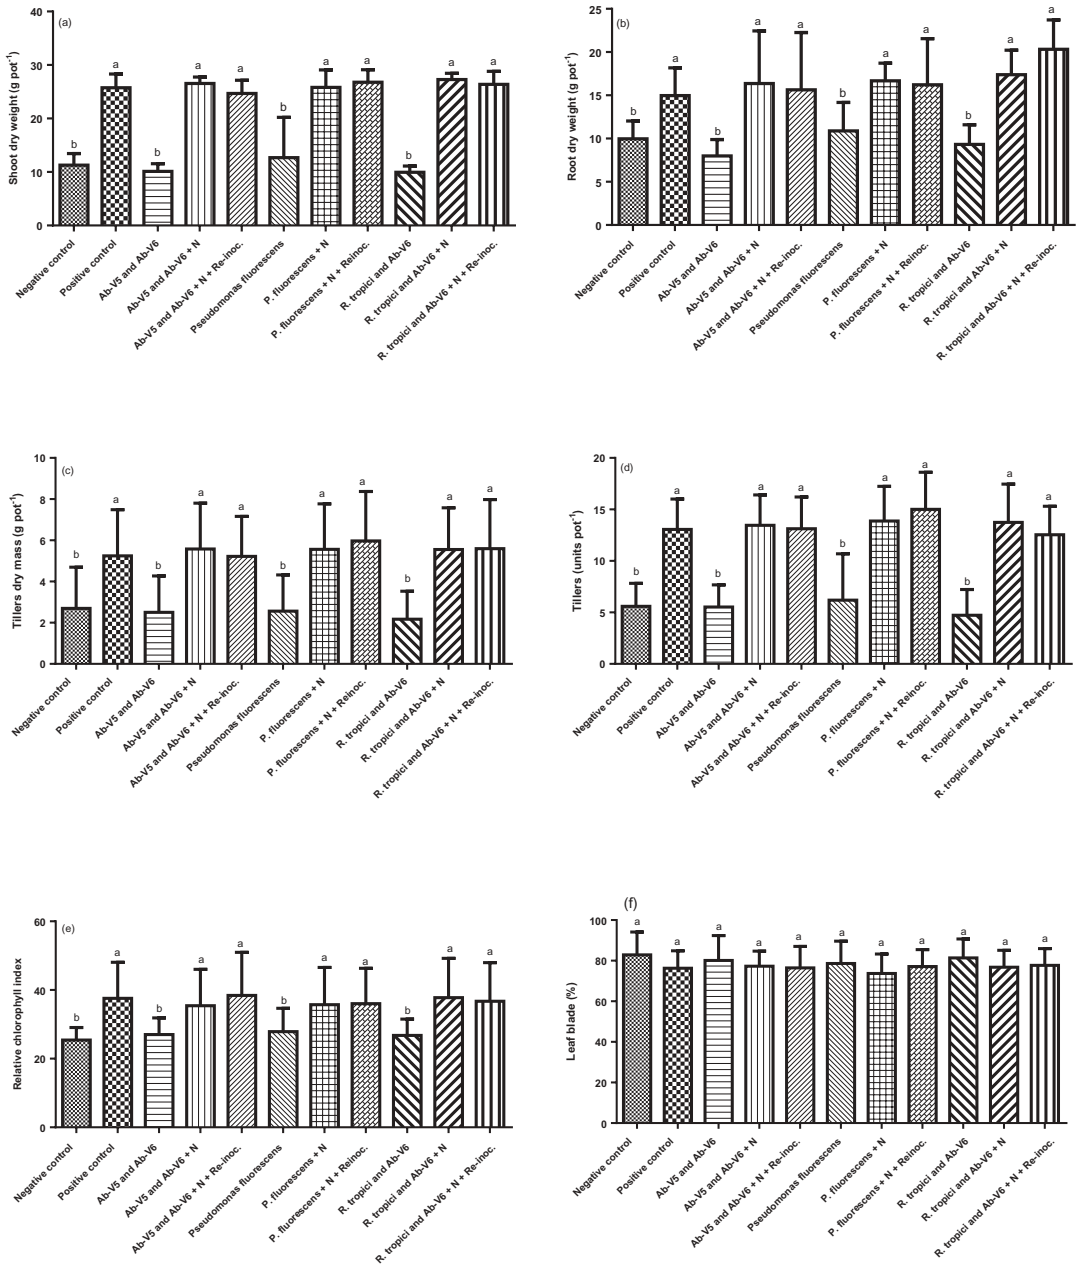 (a)
Shoot dry weight (g pot-1)
40
30
20
10
0
b
a
b
a
a
b
a
a
b
a
a
Negative control
Positive control
Ab-V5 and Ab-V6
Ab-V5 and Ab-V6 + N
Ab-V5 and Ab-V6 + N + Re-inoc.
Pseudomonas fluorescens
P. fluorescens + N
P. fluorescens + N + Reinoc.
R. tropici and Ab-V6
R. tropici and Ab-V6 + N
R. tropici and Ab-V6 + N + Re-inoc.
(b)
Root dry weight (g pot-1)
25
20
15
10
5
0
b
a
b
a
a
b
a
a
b
a
a
Negative control
Positive control
Ab-V5 and Ab-V6
Ab-V5 and Ab-V6 + N
Ab-V5 and Ab-V6 + N + Re-inoc.
Pseudomonas fluorescens
P. fluorescens + N
P. fluorescens + N + Reinoc.
R. tropici and Ab-V6
R. tropici and Ab-V6 + N
R. tropici and Ab-V6 + N + Re-inoc.
(c)
Tillers dry mass (g pot-1)
10
8
6
4
2
0
b
a
b
a
a
b
a
a
b
a
a
Negative control
Positive control
Ab-V5 and Ab-V6
Ab-V5 and Ab-V6 + N
Ab-V5 and Ab-V6 + N + Re-inoc.
Pseudomonas fluorescens
P. fluorescens + N
P. fluorescens + N + Reinoc.
R. tropici and Ab-V6
R. tropici and Ab-V6 + N
R. tropici and Ab-V6 + N + Re-inoc.
(d)
Tillers (units pot-1)
20
15
10
5
0
b
a
b
a
a
b
a
a
b
a
a
Negative control
Positive control
Ab-V5 and Ab-V6
Ab-V5 and Ab-V6 + N
Ab-V5 and Ab-V6 + N + Re-inoc.
Pseudomonas fluorescens
P. fluorescens + N
P. fluorescens + N + Reinoc.
R. tropici and Ab-V6
R. tropici and Ab-V6 + N
R. tropici and Ab-V6 + N + Re-inoc.
(e)
Relative chlorophyll index
60
40
20
0
b
a
b
a
a
b
a
a
b
a
a
Negative control
Positive control
Ab-V5 and Ab-V6
Ab-V5 and Ab-V6 + N
Ab-V5 and Ab-V6 + N + Re-inoc.
Pseudomonas fluorescens
P. fluorescens + N
P. fluorescens + N + Reinoc.
R. tropici and Ab-V6
R. tropici and Ab-V6 + N
R. tropici and Ab-V6 + N + Re-inoc.
(f)
Leaf blade (%)
100
80
60
40
20
0
a
a
a
a
a
a
a
a
a
a
a
Negative control
Positive control
Ab-V5 and Ab-V6
Ab-V5 and Ab-V6 + N
Ab-V5 and Ab-V6 + N + Re-inoc.
Pseudomonas fluorescens
P. fluorescens + N
P. fluorescens + N + Reinoc.
R. tropici and Ab-V6
R. tropici and Ab-V6 + N
R. tropici and Ab-V6 + N + Re-inoc.